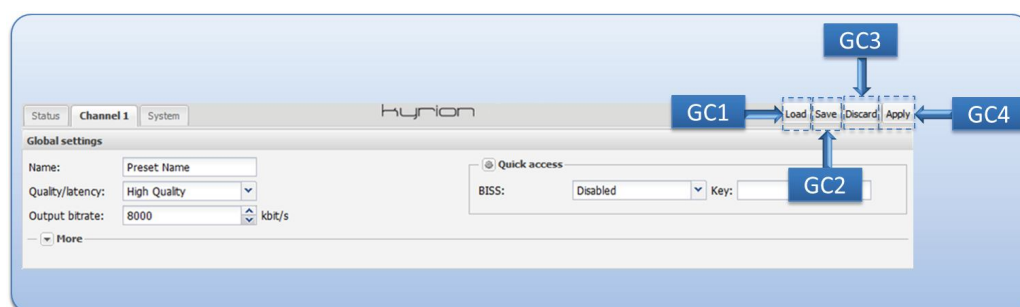 GC3
Status Channel 1 System kyrion GC1 Load Save Discard Apply GC4
Global settings
Name: Preset Name Quick access
Quality/latency: High Quality BISS: Disabled Key: GC2
Output bitrate: 8000 kbit/s
More